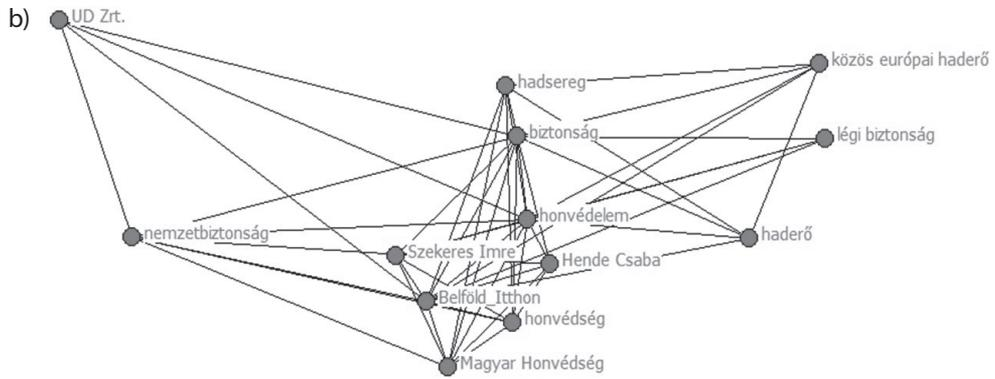 b)
UD Zrt.
közös európai haderő
hadsereg
biztonság
légi biztonság
honvédelem
nemzetbiztonság
haderő
Szekeres Imre
Hende Csaba
Belföld_Itthon
honvédség
Magyar Honvédség